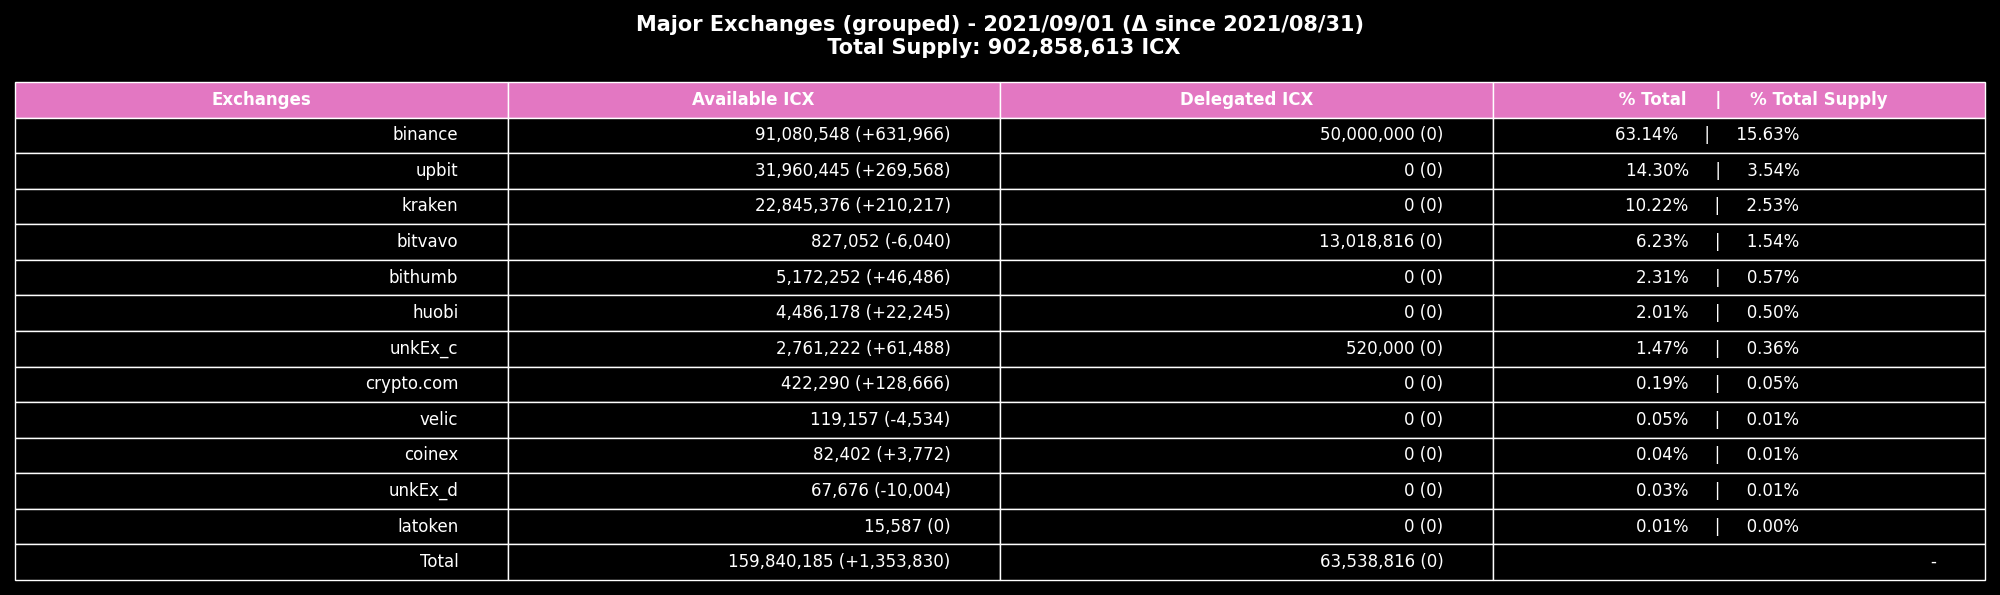 Major Exchanges (grouped) - 2021/09/01 (Δ since 2021/08/31)
Total Supply: 902,858,613 ICX
Exchanges Available ICX Delegated ICX % Total | % Total Supply
binance 91,080,548 (+631,966) 50,000,000 (0) 63.14% | 15.63%
upbit 31,960,445 (+269,568) 0 (0) 14.30% | 3.54%
kraken 22,845,376 (+210,217) 0 (0) 10.22% | 2.53%
bitvavo 827,052 (-6,040) 13,018,816 (0) 6.23% | 1.54%
bithumb 5,172,252 (+46,486) 0 (0) 2.31% | 0.57%
huobi 4,486,178 (+22,245) 0 (0) 2.01% | 0.50%
unkEx_c 2,761,222 (+61,488) 520,000 (0) 1.47% | 0.36%
crypto.com 422,290 (+128,666) 0 (0) 0.19% | 0.05%
velic 119,157 (-4,534) 0 (0) 0.05% | 0.01%
coinex 82,402 (+3,772) 0 (0) 0.04% | 0.01%
unkEx_d 67,676 (-10,004) 0 (0) 0.03% | 0.01%
latoken 15,587 (0) 0 (0) 0.01% | 0.00%
Total 159,840,185 (+1,353,830) 63,538,816 (0) -